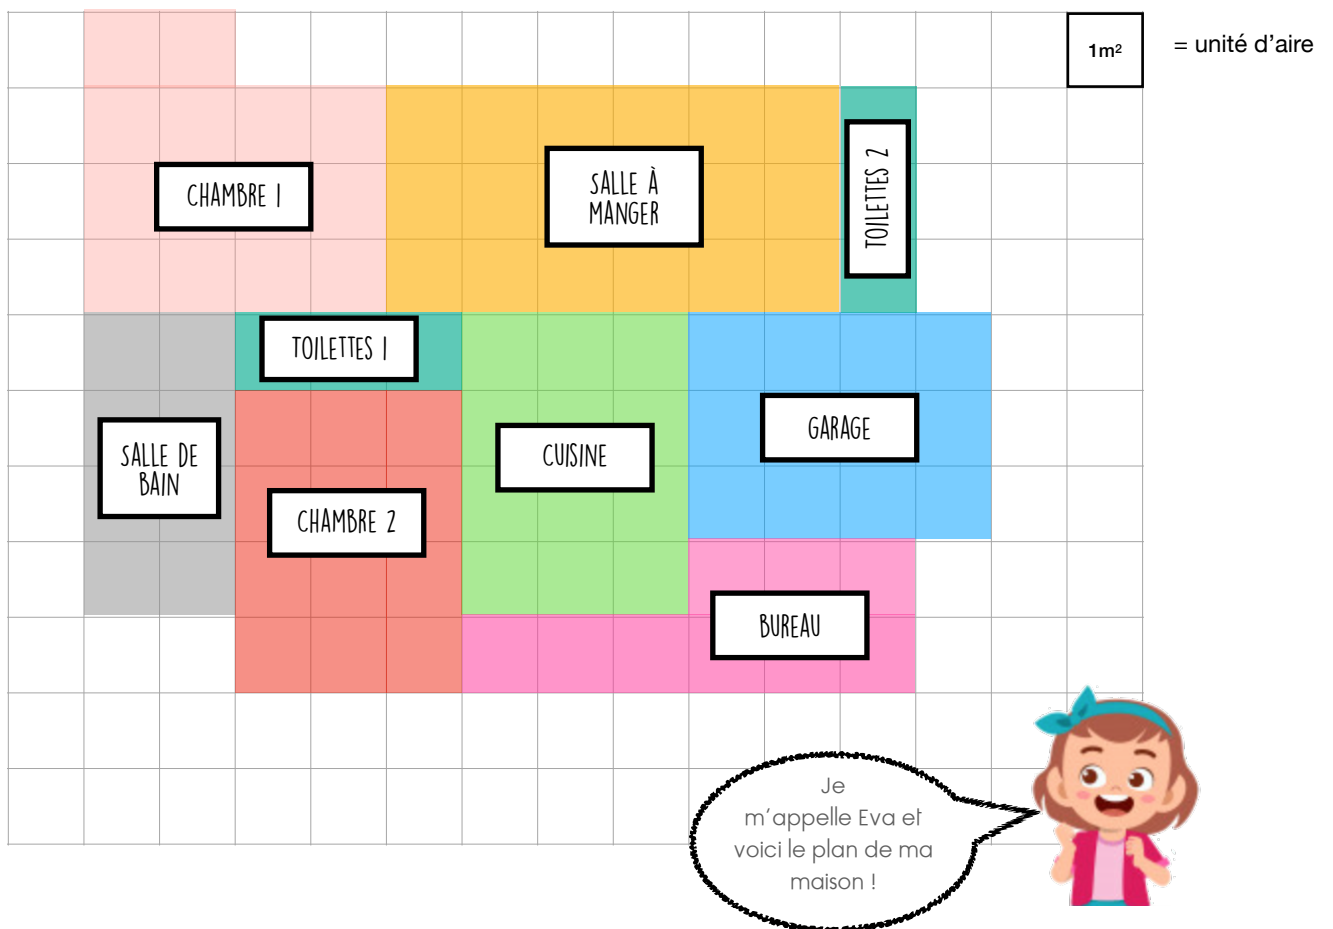 1m²
= unité d'aire
CHAMBRE 1
SALLE À
MANGER
TOILETTES 2
TOILETTES 1
SALLE DE
BAIN
CHAMBRE 2
CUISINE
GARAGE
BUREAU
Je
m'appelle Eva et
voici le plan de ma
maison !